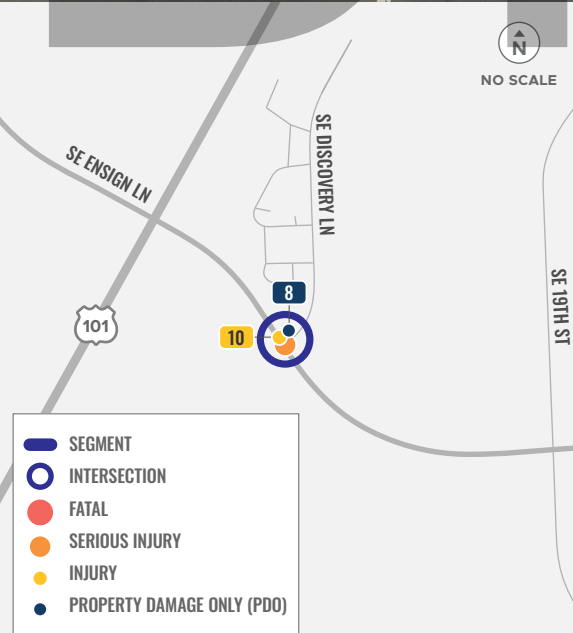 N
NO SCALE
SE ENSIGN LN
SE DISCOVERY LN
SE 19TH ST
101
8
10
SEGMENT
INTERSECTION
FATAL
SERIOUS INJURY
INJURY
PROPERTY DAMAGE ONLY (PDO)